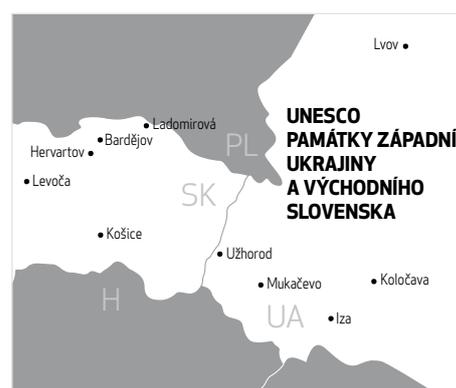 Lvov
UNESCO
PAMÁTKY ZÁPADNÍ
UKRAJINY
A VÝCHODNÍHO
SLOVENSKA
Ladomirová
Bardějov
Hervartov
PL
Levoča
SK
Košice
Užhorod
Mukačevo
Koločava
H
UA
Iza